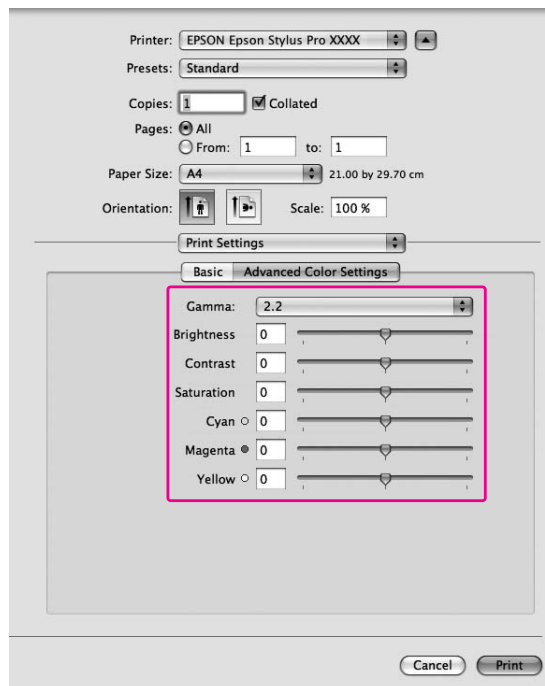 Printer: EPSON Epson Stylus Pro XXXX
Presets: Standard
Copies: 1 Collated
Pages: All
From: 1 to: 1
Paper Size: A4 21.00 by 29.70 cm
Orientation: Scale: 100 %
Print Settings
Basic Advanced Color Settings
Gamma: 2.2
Brightness 0
Contrast 0
Saturation 0
Cyan 0
Magenta 0
Yellow 0
Cancel Print